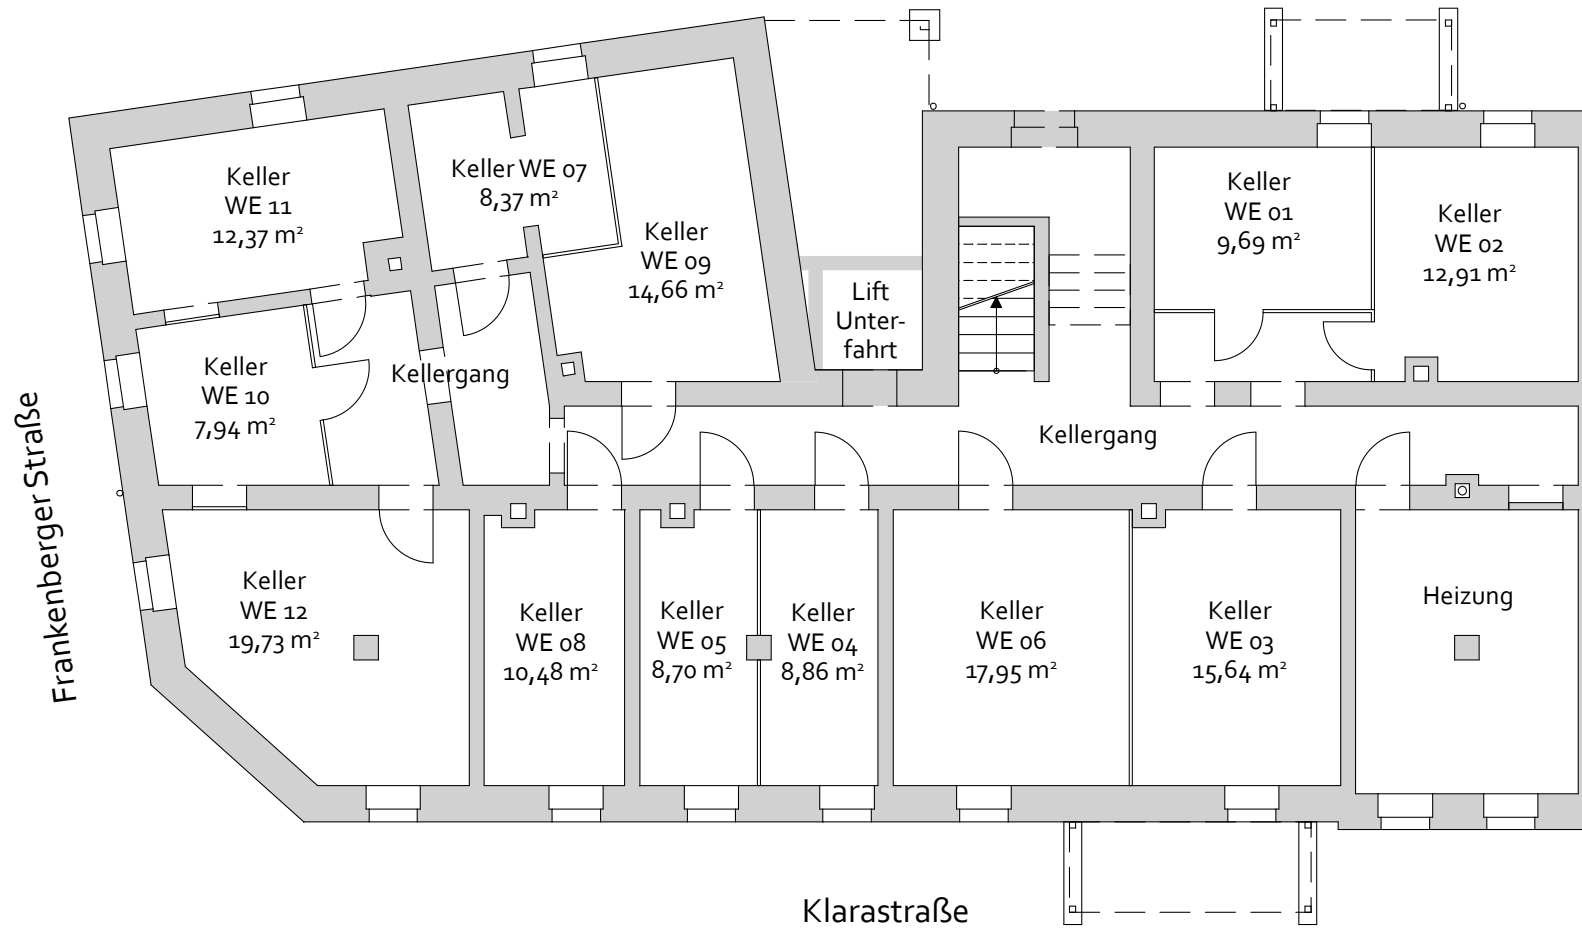 Keller
WE 11
12,37 m²
Keller WE 07
8,37 m²
Keller
WE 09
14,66 m²
Keller
WE 01
9,69 m²
Keller
WE 02
12,91 m²
Lift
Unter-
fahrt
Keller
WE 10
7,94 m²
Kellergang
Kellergang
Frankenberger Straße
Keller
WE 12
19,73 m²
Keller
WE 08
10,48 m²
Keller
WE 05
8,70 m²
Keller
WE 04
8,86 m²
Keller
WE 06
17,95 m²
Keller
WE 03
15,64 m²
Heizung
Klarastraße